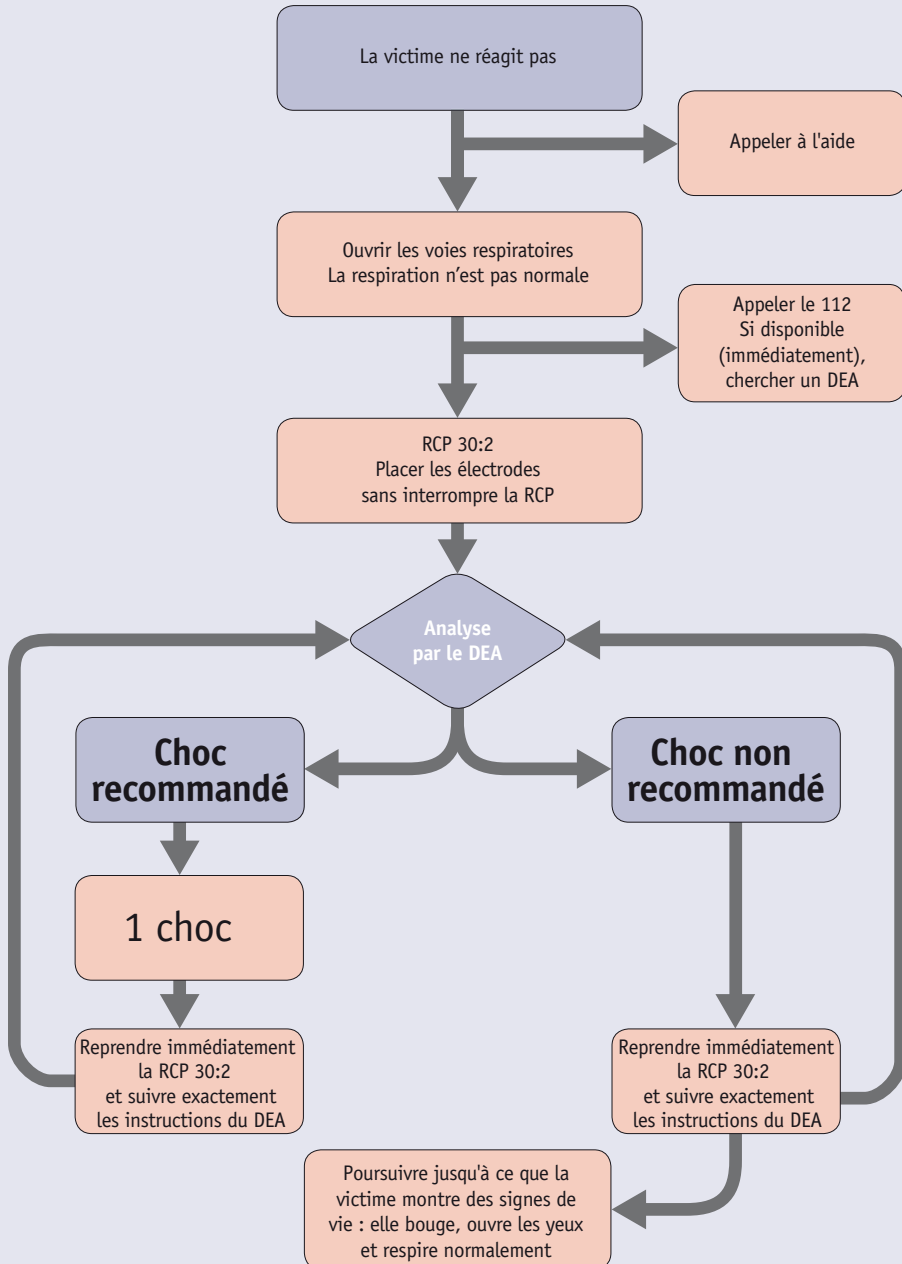 La victime ne réagit pas
Appeler à l'aide
Ouvrir les voies respiratoires
La respiration n’est pas normale
Appeler le 112
Si disponible
(immédiatement),
chercher un DEA
RCP 30:2
Placer les électrodes
sans interrompre la RCP
Analyse
par le DEA
Choc
recommandé
Choc non
recommandé
1 choc
Reprendre immédiatement
la RCP 30:2
et suivre exactement
les instructions du DEA
Reprendre immédiatement
la RCP 30:2
et suivre exactement
les instructions du DEA
Poursuivre jusqu'à ce que la
victime montre des signes de
vie : elle bouge, ouvre les yeux
et respire normalement